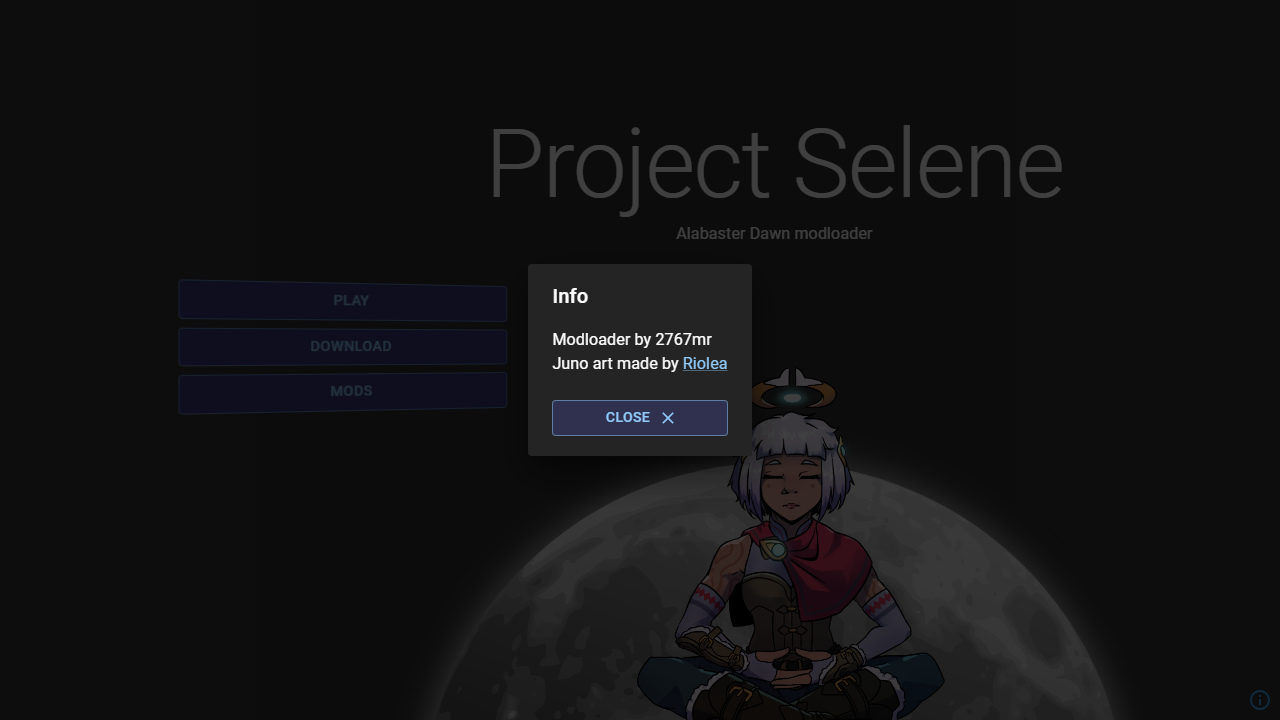 Project Selene
Alabaster Dawn modloader
PLAY
DOWNLOAD
MODS
Info
Modloader by 2767mr
Juno art made by Riolea
CLOSE